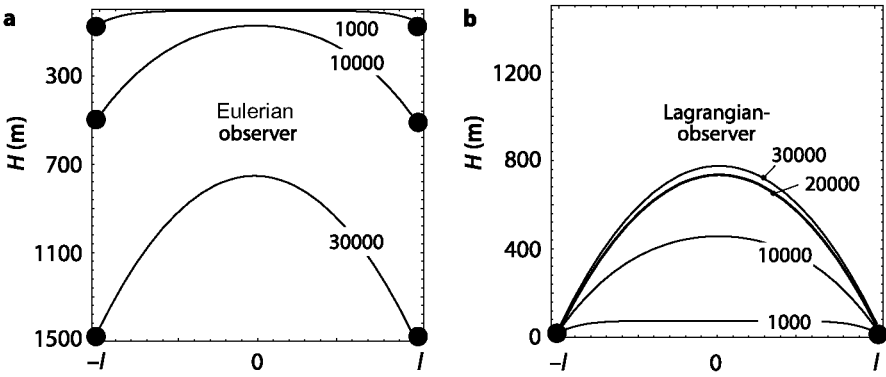 a
1000
10000
300
H (m)
Eulerian
observer
700
30000
1100
1500
–l
0
l
b
1200
H (m)
Lagrangian-
observer
30000
800
20000
400
10000
1000
0
–l
0
l